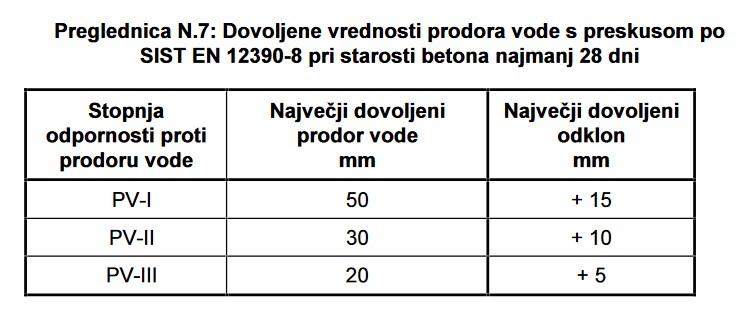 Preglednica N.7: Dovoljene vrednosti prodora vode s preskusom po
SIST EN 12390-8 pri starosti betona najmanj 28 dni
Stopnja
odpornosti proti
prodoru vode
Največji dovoljeni
prodor vode
mm
Največji dovoljeni
odklon
mm
PV-I 50 + 15
PV-II 30 + 10
PV-III 20 + 5